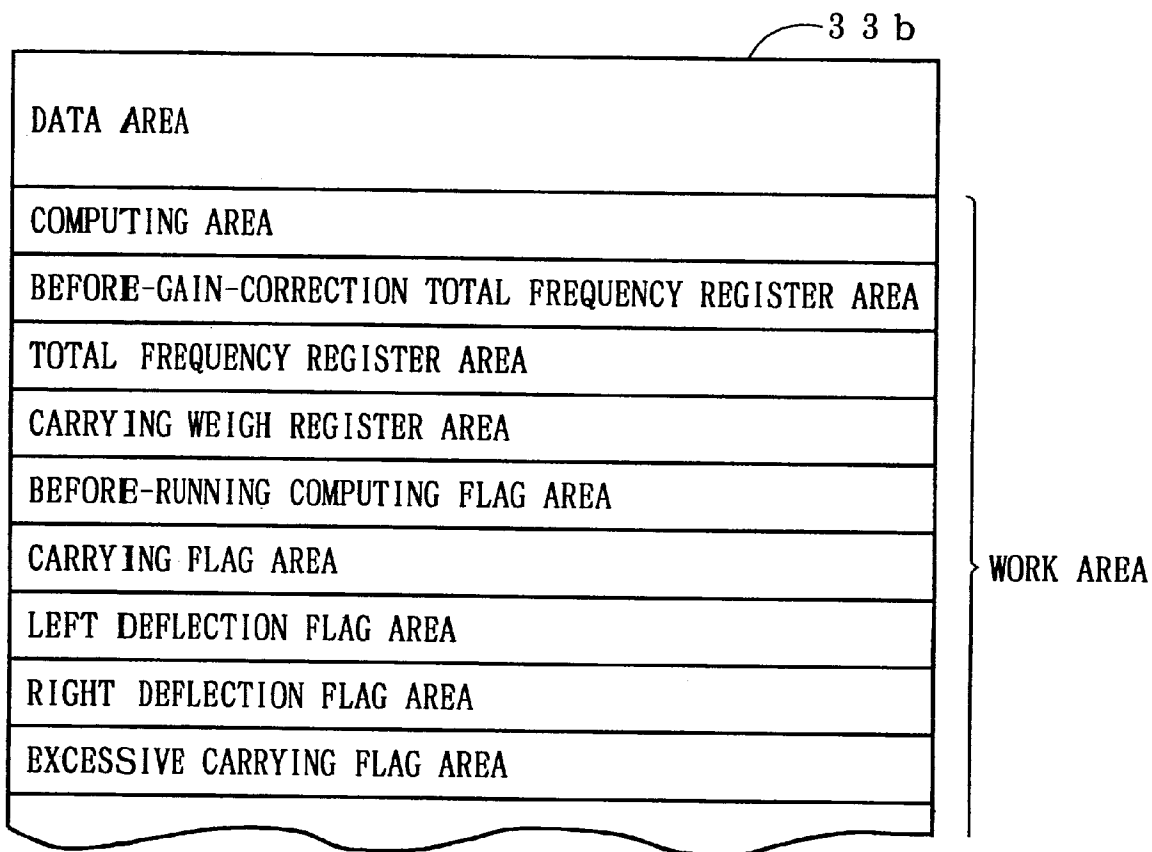 33b
DATA AREA
COMPUTING AREA
BEFORE-GAIN-CORRECTION TOTAL FREQUENCY REGISTER AREA
TOTAL FREQUENCY REGISTER AREA
CARRYING WEIGH REGISTER AREA
BEFORE-RUNNING COMPUTING FLAG AREA
CARRYING FLAG AREA
WORK AREA
LEFT DEFLECTION FLAG AREA
RIGHT DEFLECTION FLAG AREA
EXCESSIVE CARRYING FLAG AREA